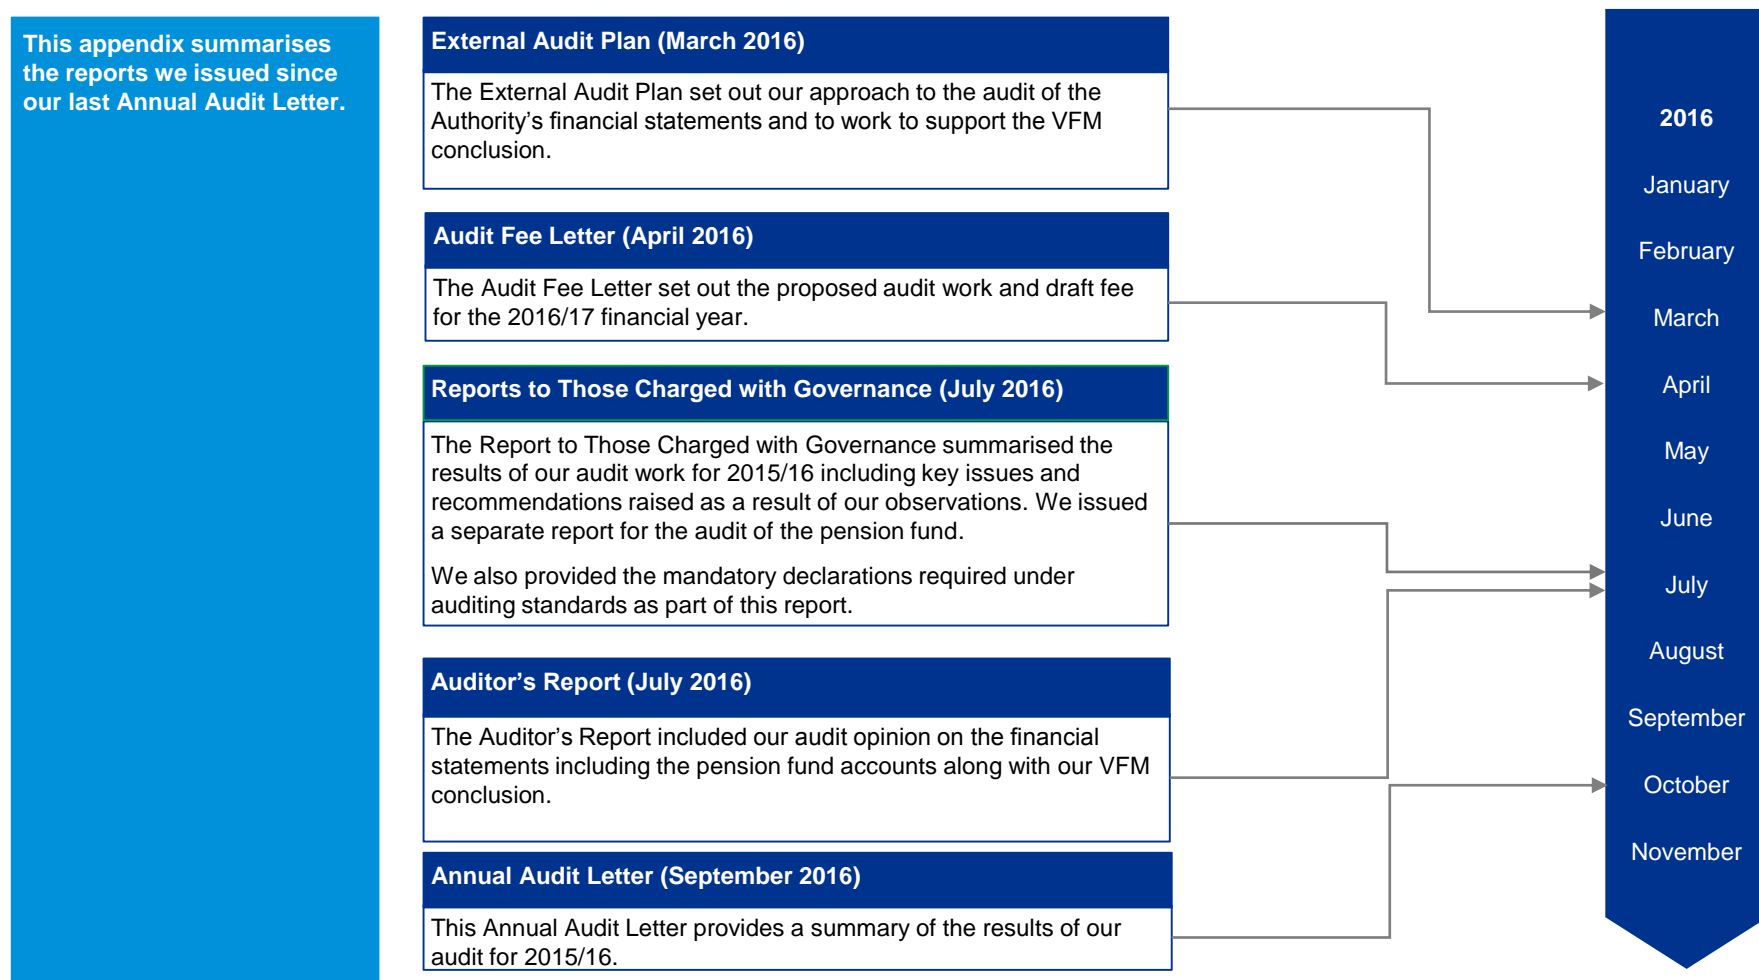 This appendix summarises
the reports we issued since
our last Annual Audit Letter.
External Audit Plan (March 2016)
The External Audit Plan set out our approach to the audit of the
Authority’s financial statements and to work to support the VFM
conclusion.
Audit Fee Letter (April 2016)
The Audit Fee Letter set out the proposed audit work and draft fee
for the 2016/17 financial year.
Reports to Those Charged with Governance (July 2016)
The Report to Those Charged with Governance summarised the
results of our audit work for 2015/16 including key issues and
recommendations raised as a result of our observations. We issued
a separate report for the audit of the pension fund.
We also provided the mandatory declarations required under
auditing standards as part of this report.
Auditor’s Report (July 2016)
The Auditor’s Report included our audit opinion on the financial
statements including the pension fund accounts along with our VFM
conclusion.
Annual Audit Letter (September 2016)
This Annual Audit Letter provides a summary of the results of our
audit for 2015/16.
2016
January
February
March
April
May
June
July
August
September
October
November